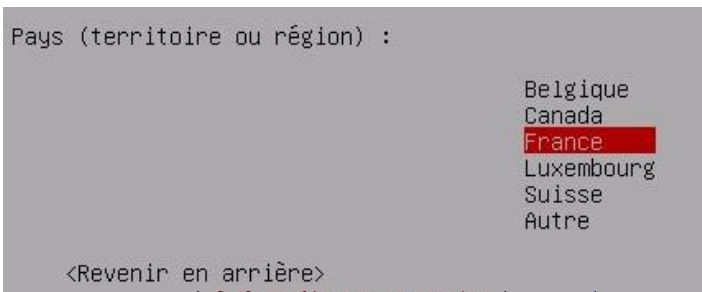 Pays (territoire ou région) :
Belgique
Canada
France
Luxembourg
Suisse
Autre
<Revenir en arrière>